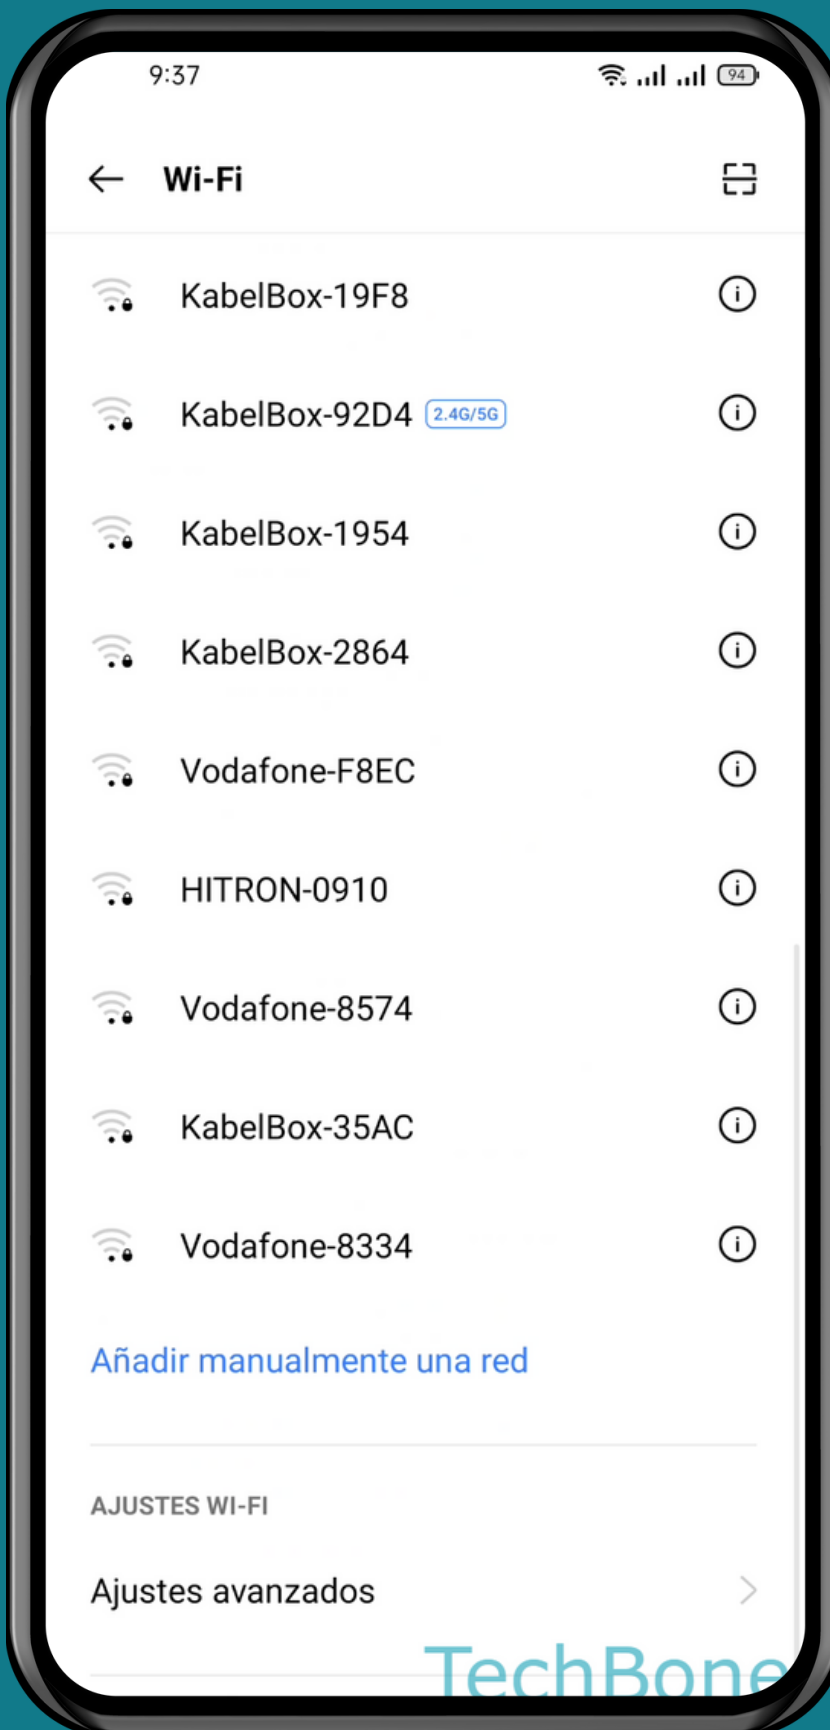 9:37
94
Wi-Fi
KabelBox-19F8
KabelBox-92D4 2.4G/5G
KabelBox-1954
KabelBox-2864
Vodafone-F8EC
HITRON-0910
Vodafone-8574
KabelBox-35AC
Vodafone-8334
Añadir manualmente una red
AJUSTES WI-FI
Ajustes avanzados
TechBone